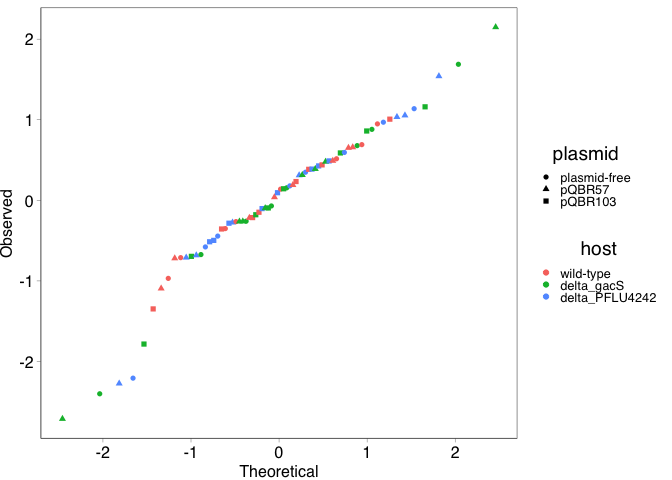 2
1
0
-1
-2
Observed
-2
-1
0
1
2
Theoretical
plasmid
plasmid-free
pQBR57
pQBR103
host
wild-type
delta_gacS
delta_PFLU4242